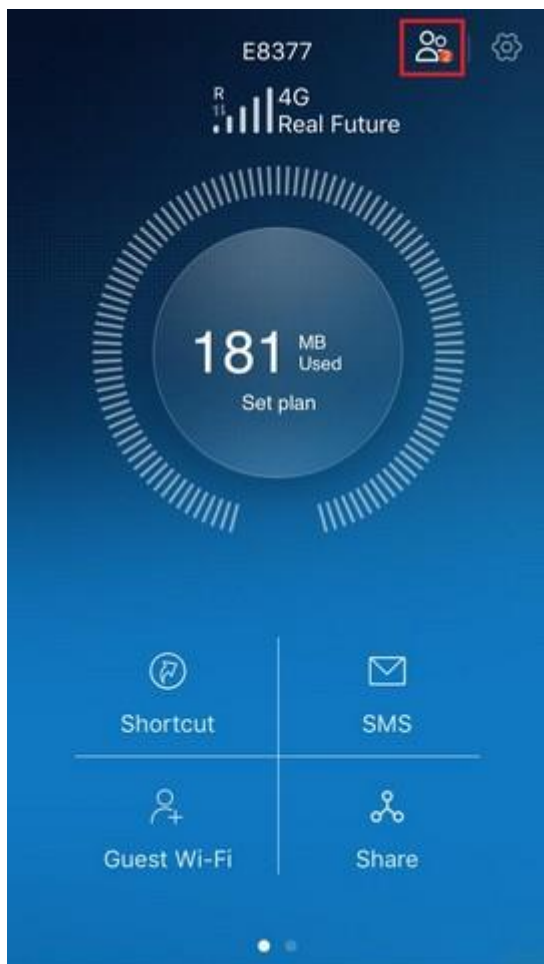 E8377
R
4G
Real Future
181 MB
Used
Set plan
Shortcut
SMS
Guest Wi-Fi
Share